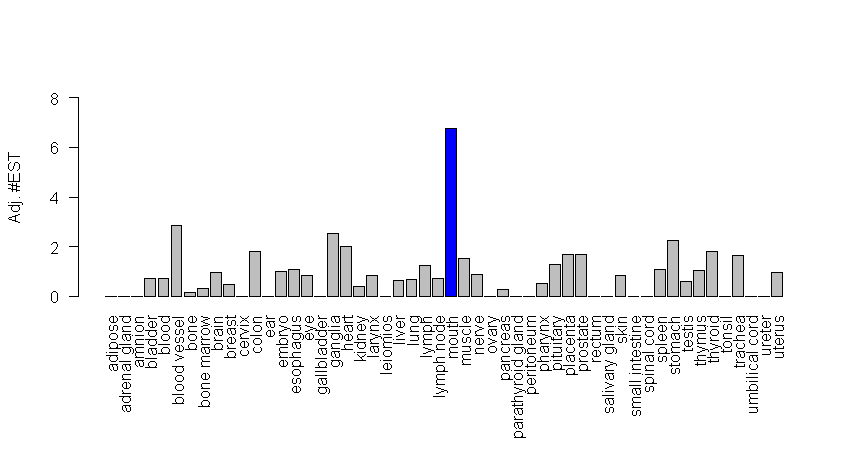 Adj. #EST
8
6
4
2
0
adipose
adrenal gland
amnion
bladder
blood
blood vessel
bone
bone marrow
brain
breast
cervix
colon
ear
embryo
esophagus
eye
gallbladder
ganglia
heart
kidney
larynx
leiomios
liver
lung
lymph
lymph node
mouth
muscle
nerve
ovary
pancreas
parathyroid gland
peritoneum
pharynx
pituitary
placenta
prostate
rectum
salivary gland
skin
small intestine
spinal cord
spleen
stomach
testis
thymus
thyroid
tonsil
trachea
umbilical cord
ureter
uterus